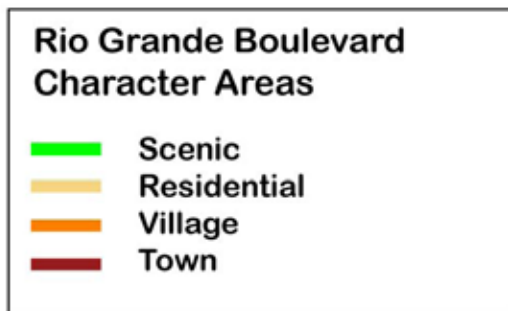 Rio Grande Boulevard
Character Areas
Scenic
Residential
Village
Town